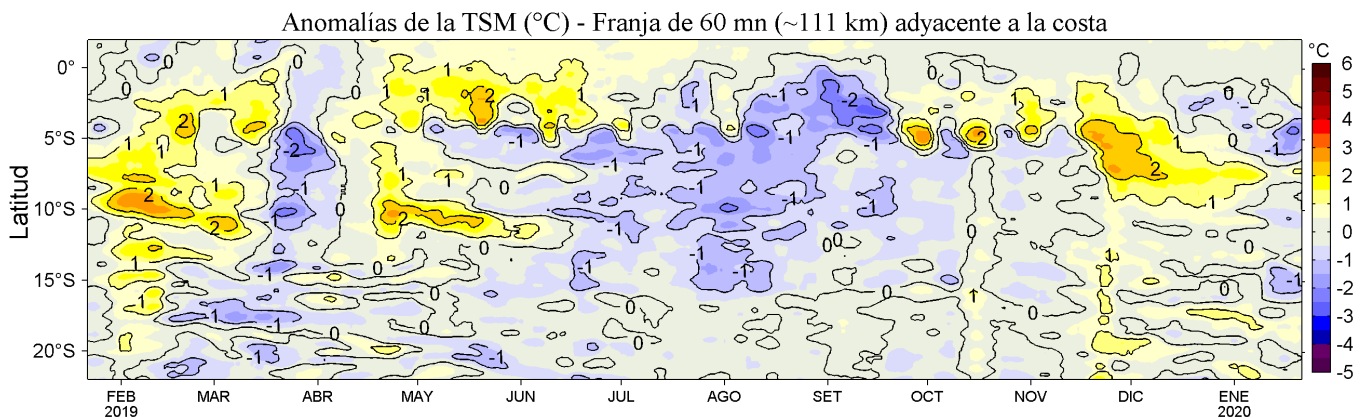 Anomalías de la TSM (°C) - Franja de 60 mn (~111 km) adyacente a la costa
°C
Latitud
0°
5°S
10°S
15°S
20°S
6
5
4
3
2
1
0
-1
-2
-3
-4
-5
FEB MAR ABR MAY JUN JUL AGO SET OCT NOV DIC ENE
2019 2020